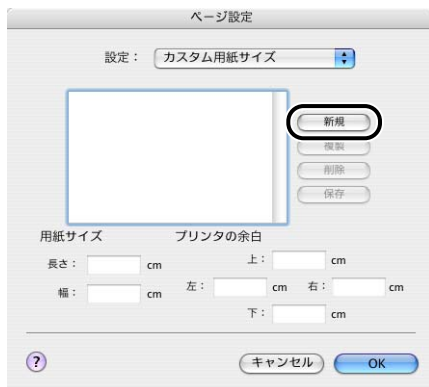 ページ設定
設定： カスタム用紙サイズ
新規
複製
削除
保存
用紙サイズ プリンタの余白
長さ： cm
幅： cm
上： cm
左： cm 右： cm
下： cm
? キャンセル OK